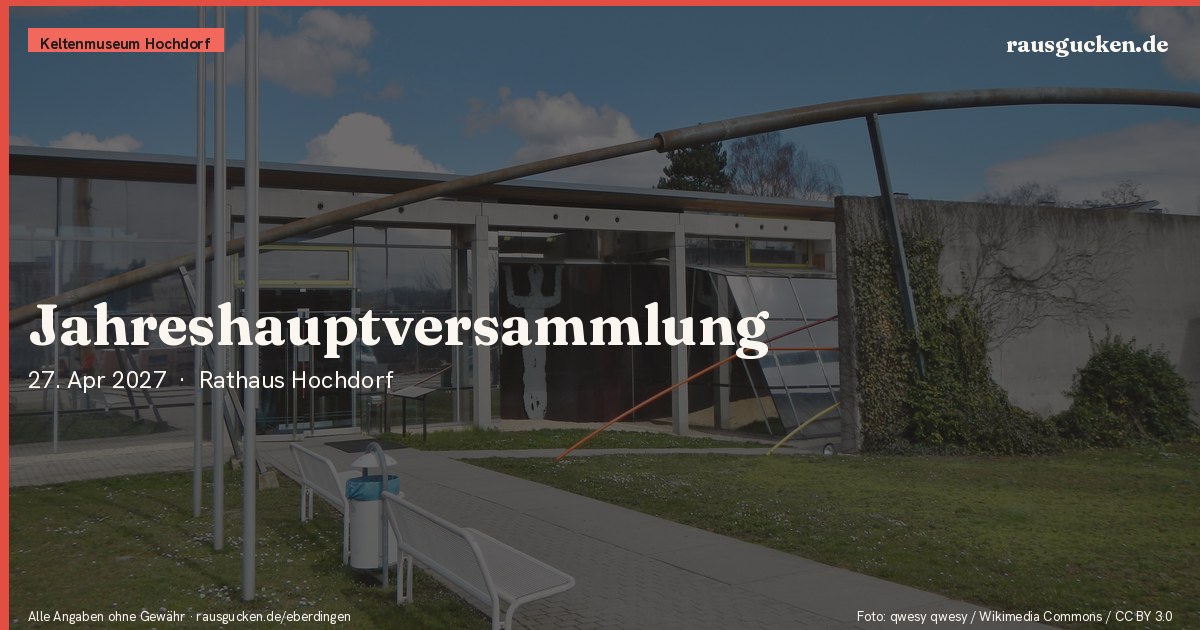 Keltenmuseum Hochdorf
rausgucken.de
Jahreshauptversammlung
27. Apr 2027 · Rathaus Hochdorf
Alle Angaben ohne Gewähr · rausgucken.de/eberdingen
Foto: qwesy qwesy / Wikimedia Commons / CC BY 3.0